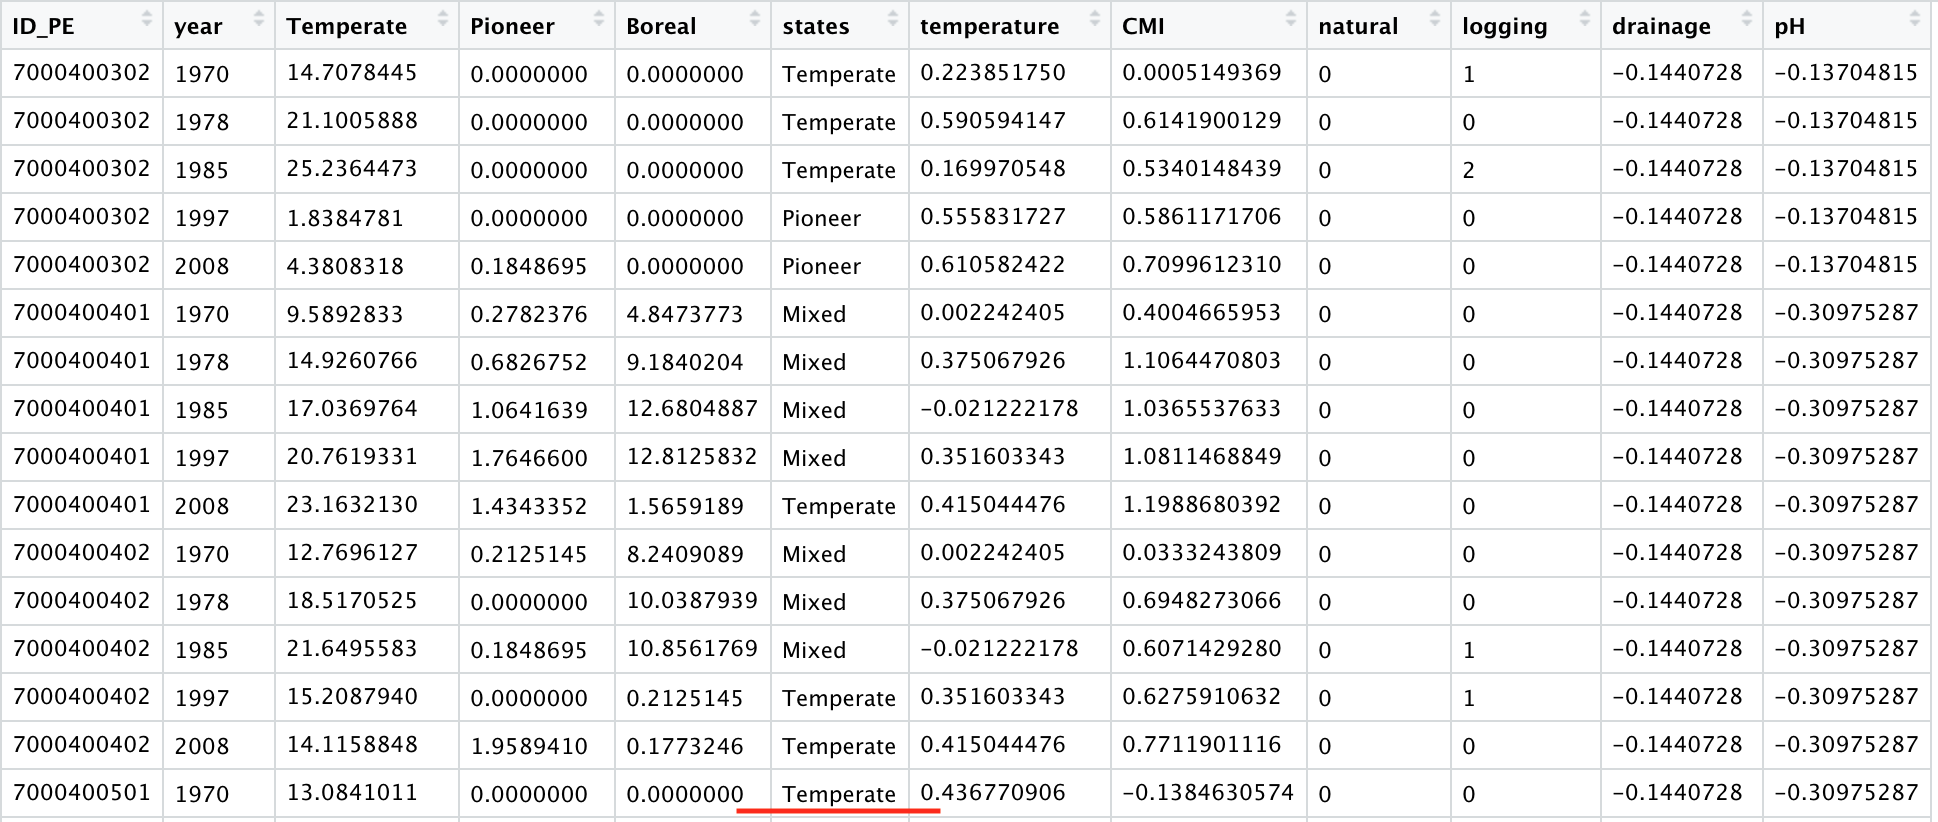 ID_PE year Temperate Pioneer Boreal states temperature CMI natural logging drainage pH
7000400302 1970 14.7078445 0.0000000 0.0000000 Temperate 0.223851750 0.0005149369 0 1 -0.1440728 -0.13704815
7000400302 1978 21.1005888 0.0000000 0.0000000 Temperate 0.590594147 0.6141900129 0 0 -0.1440728 -0.13704815
7000400302 1985 25.2364473 0.0000000 0.0000000 Temperate 0.169970548 0.5340148439 0 2 -0.1440728 -0.13704815
7000400302 1997 1.8384781 0.0000000 0.0000000 Pioneer 0.555831727 0.5861171706 0 0 -0.1440728 -0.13704815
7000400302 2008 4.3808318 0.1848695 0.0000000 Pioneer 0.610582422 0.7099612310 0 0 -0.1440728 -0.13704815
7000400401 1970 9.5892833 0.2782376 4.8473773 Mixed 0.002242405 0.4004665953 0 0 -0.1440728 -0.30975287
7000400401 1978 14.9260766 0.6826752 9.1840204 Mixed 0.375067926 1.1064470803 0 0 -0.1440728 -0.30975287
7000400401 1985 17.0369764 1.0641639 12.6804887 Mixed -0.021222178 1.0365537633 0 0 -0.1440728 -0.30975287
7000400401 1997 20.7619331 1.7646600 12.8125832 Mixed 0.351603343 1.0811468849 0 0 -0.1440728 -0.30975287
7000400401 2008 23.1632130 1.4343352 1.5659189 Temperate 0.415044476 1.1988680392 0 0 -0.1440728 -0.30975287
7000400402 1970 12.7696127 0.2125145 8.2409089 Mixed 0.002242405 0.0333243809 0 0 -0.1440728 -0.30975287
7000400402 1978 18.5170525 0.0000000 10.0387939 Mixed 0.375067926 0.6948273066 0 0 -0.1440728 -0.30975287
7000400402 1985 21.6495583 0.1848695 10.8561769 Mixed -0.021222178 0.6071429280 0 1 -0.1440728 -0.30975287
7000400402 1997 15.2087940 0.0000000 0.2125145 Temperate 0.351603343 0.6275910632 0 1 -0.1440728 -0.30975287
7000400402 2008 14.1158848 1.9589410 0.1773246 Temperate 0.415044476 0.7711901116 0 0 -0.1440728 -0.30975287
7000400501 1970 13.0841011 0.0000000 0.0000000 Temperate 0.436770906 -0.1384630574 0 0 -0.1440728 -0.30975287